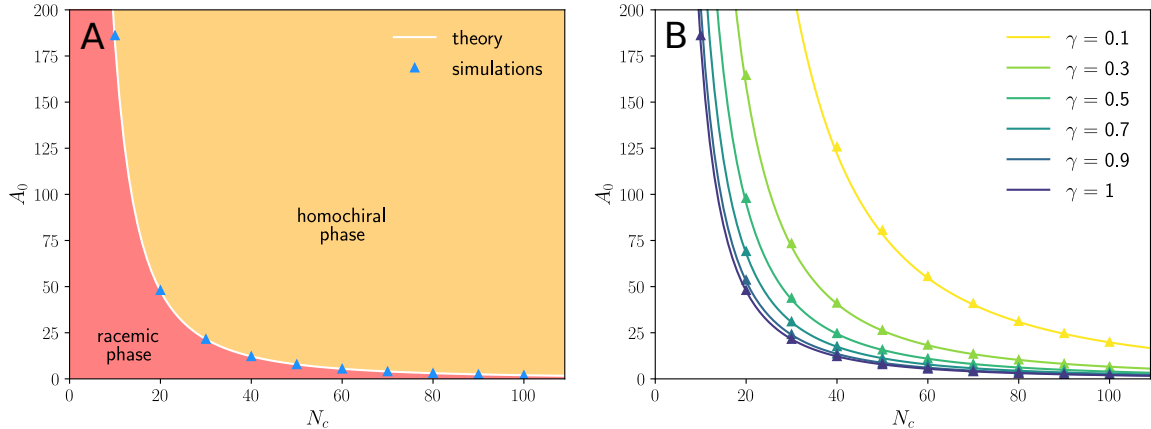 A
200
175
150
125
100
75
50
25
0
A₀
theory
simulations
homochiral
phase
racemic
phase
0 20 40 60 80 100
N_c
B
200
175
150
125
100
75
50
25
0
A₀
γ = 0.1
γ = 0.3
γ = 0.5
γ = 0.7
γ = 0.9
γ = 1
0 20 40 60 80 100
N_c